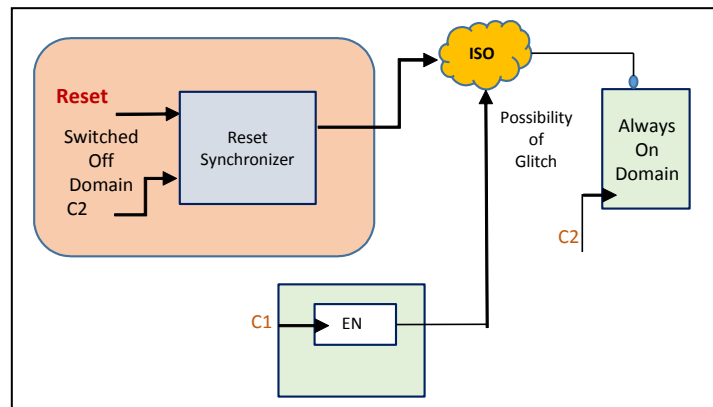 ISO
Reset
Switched
Off
Domain
C2
Reset
Synchronizer
Possibility
of
Glitch
Always
On
Domain
C2
C1
EN